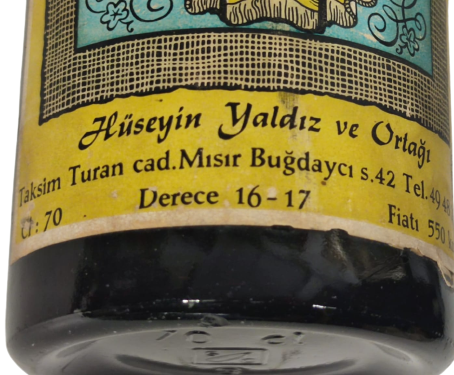 Hüseyin Yaldız ve Ortağı
Taksim Turan cad.Mısır Buğdaycı s.42 Tel.49 48
Cl: 70 Derece 16-17 Fiatı 550